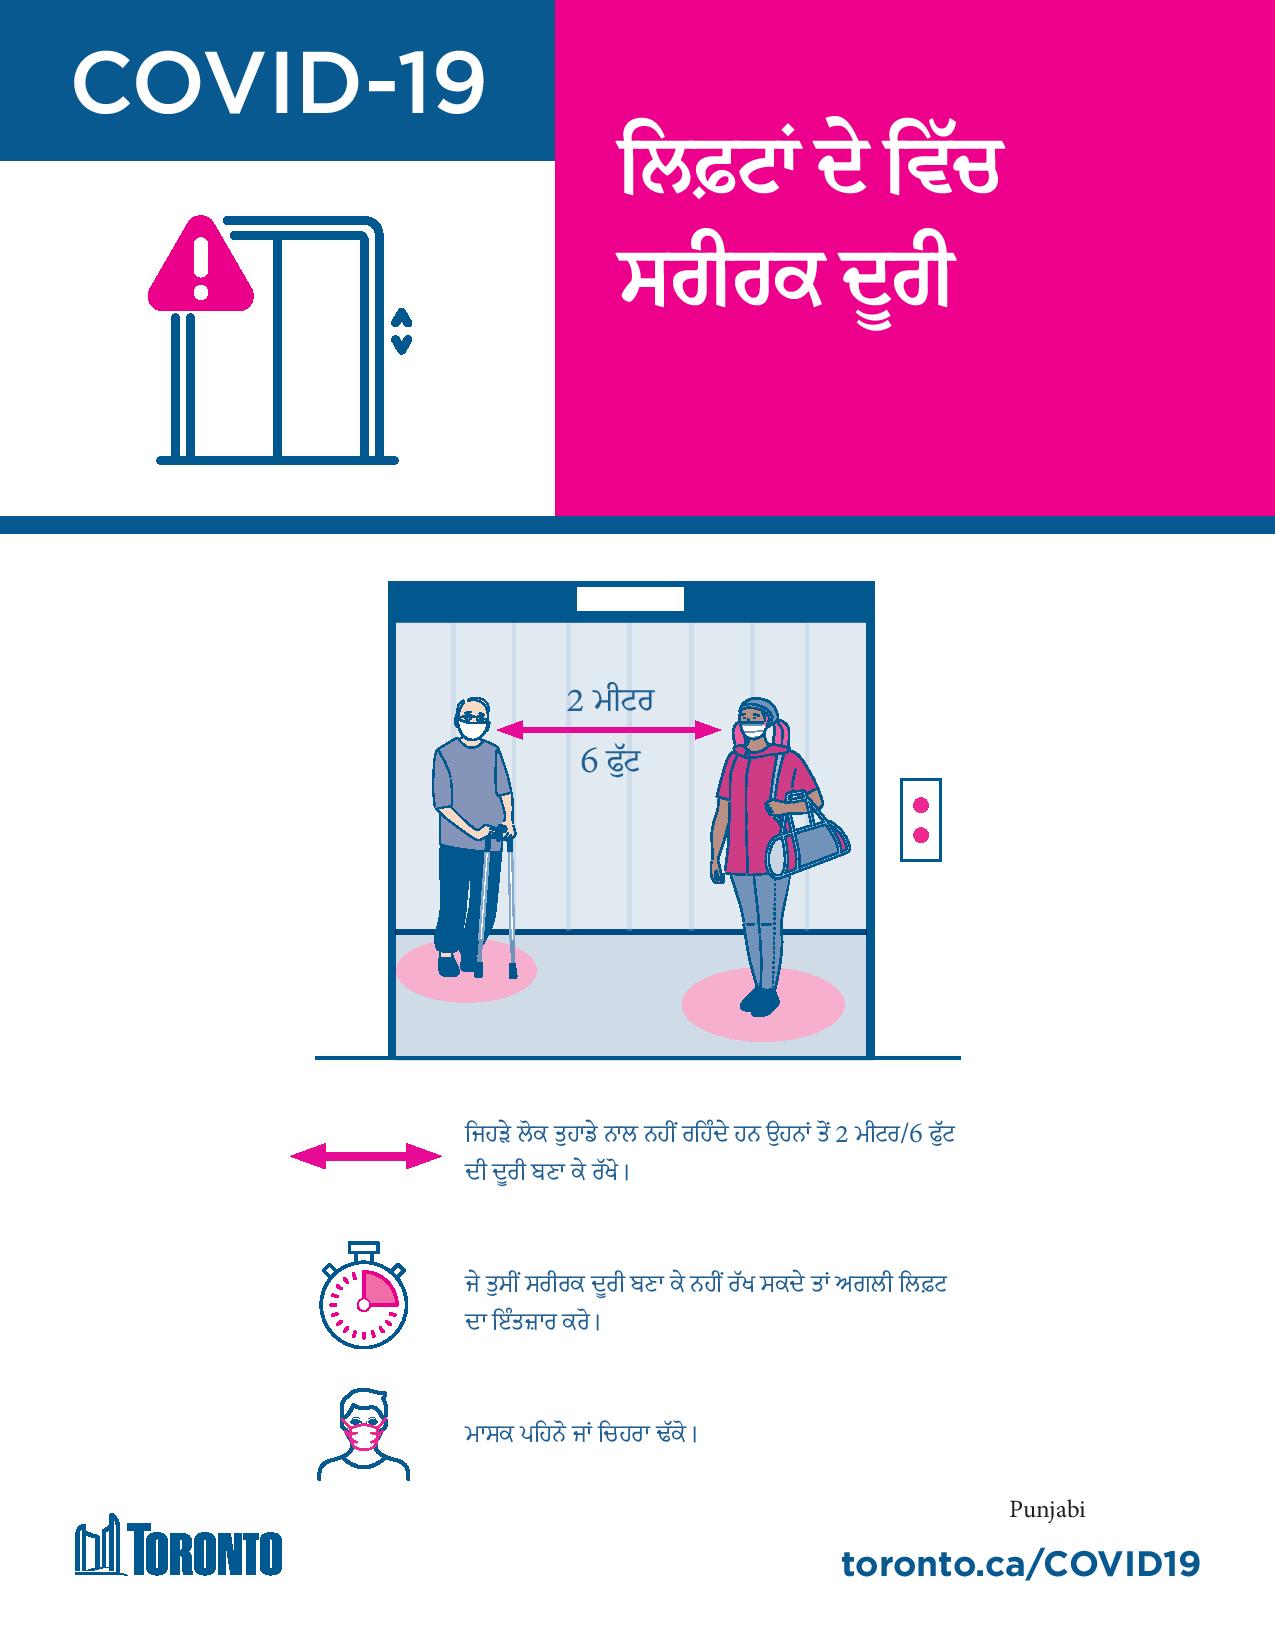 COVID-19
ਲਿਫ਼ਟਾਂ ਦੇ ਵਿੱਚ
ਸਰੀਰਕ ਦੂਰੀ
2 ਮੀਟਰ
6 ਫੁੱਟ
ਜਿਹੜੇ ਲੋਕ ਤੁਹਾਡੇ ਨਾਲ ਨਹੀਂ ਰਹਿੰਦੇ ਹਨ ਉਹਨਾਂ ਤੋਂ 2 ਮੀਟਰ/6 ਫੁੱਟ
ਦੀ ਦੂਰੀ ਬਣਾ ਕੇ ਰੱਖੋ।
ਜੇ ਤੁਸੀਂ ਸਰੀਰਕ ਦੂਰੀ ਬਣਾ ਕੇ ਨਹੀਂ ਰੱਖ ਸਕਦੇ ਤਾਂ ਅਗਲੀ ਲਿਫ਼ਟ
ਦਾ ਇੰਤਜ਼ਾਰ ਕਰੋ।
ਮਾਸਕ ਪਹਿਨੋ ਜਾਂ ਚਿਹਰਾ ਢੱਕੋ।
Punjabi
TORONTO
toronto.ca/COVID19